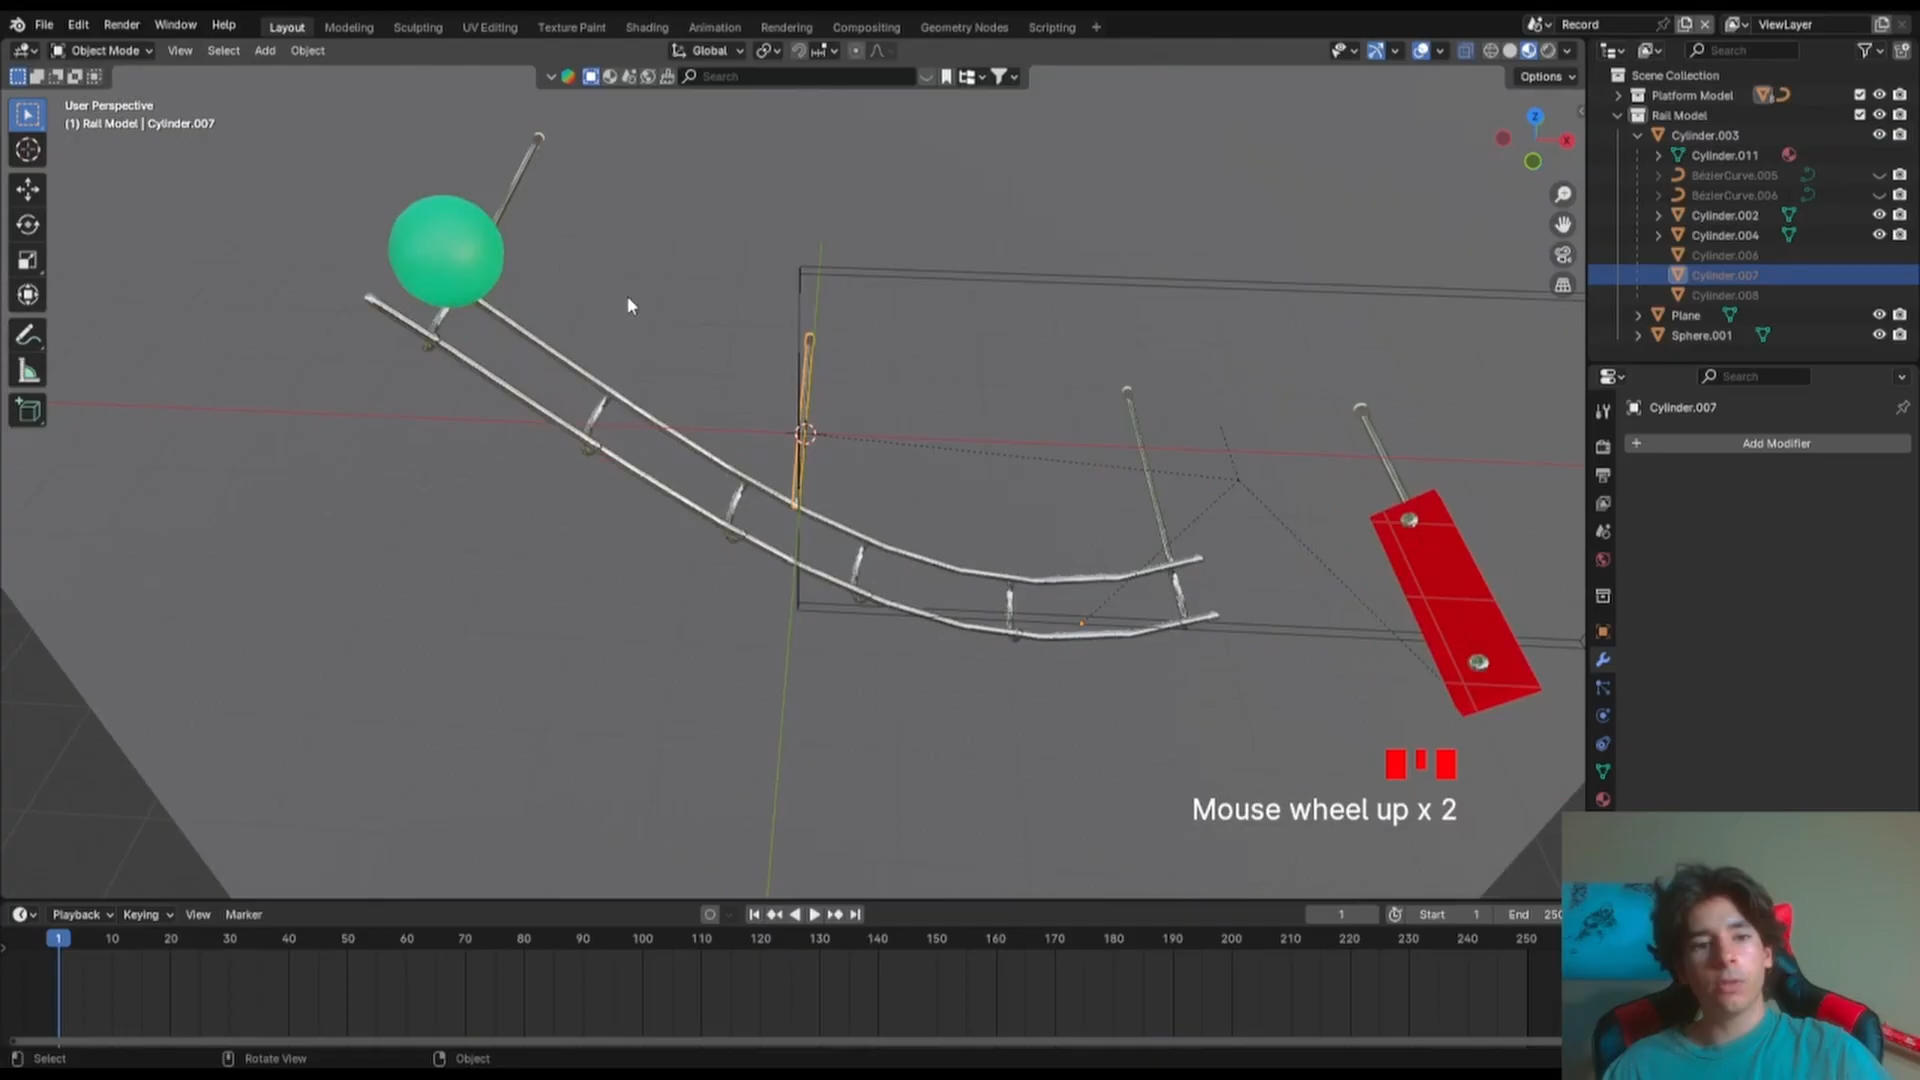 File Edit Render Window Help
Layout Modeling Sculpting UV Editing Texture Paint Shading Animation Rendering Compositing Geometry Nodes Scripting +
Record
ViewLayer
Object Mode View Select Add Object
Global
Search
Search
Options
User Perspective
(1) Rail Model | Cylinder.007
Z
X
Scene Collection
Platform Model
Rail Model
Cylinder.003
Cylinder.011
BézierCurve.005
BézierCurve.006
Cylinder.002
Cylinder.004
Cylinder.006
Cylinder.007
Cylinder.008
Plane
Sphere.001
Search
Cylinder.007
+ Add Modifier
Mouse wheel up x 2
Playback Keying View Marker
1 Start 1 End 250
1 10 20 30 40 50 60 70 80 90 100 110 120 130 140 150 160 170 180 190 200 210 220 230 240 250
Select Rotate View Object